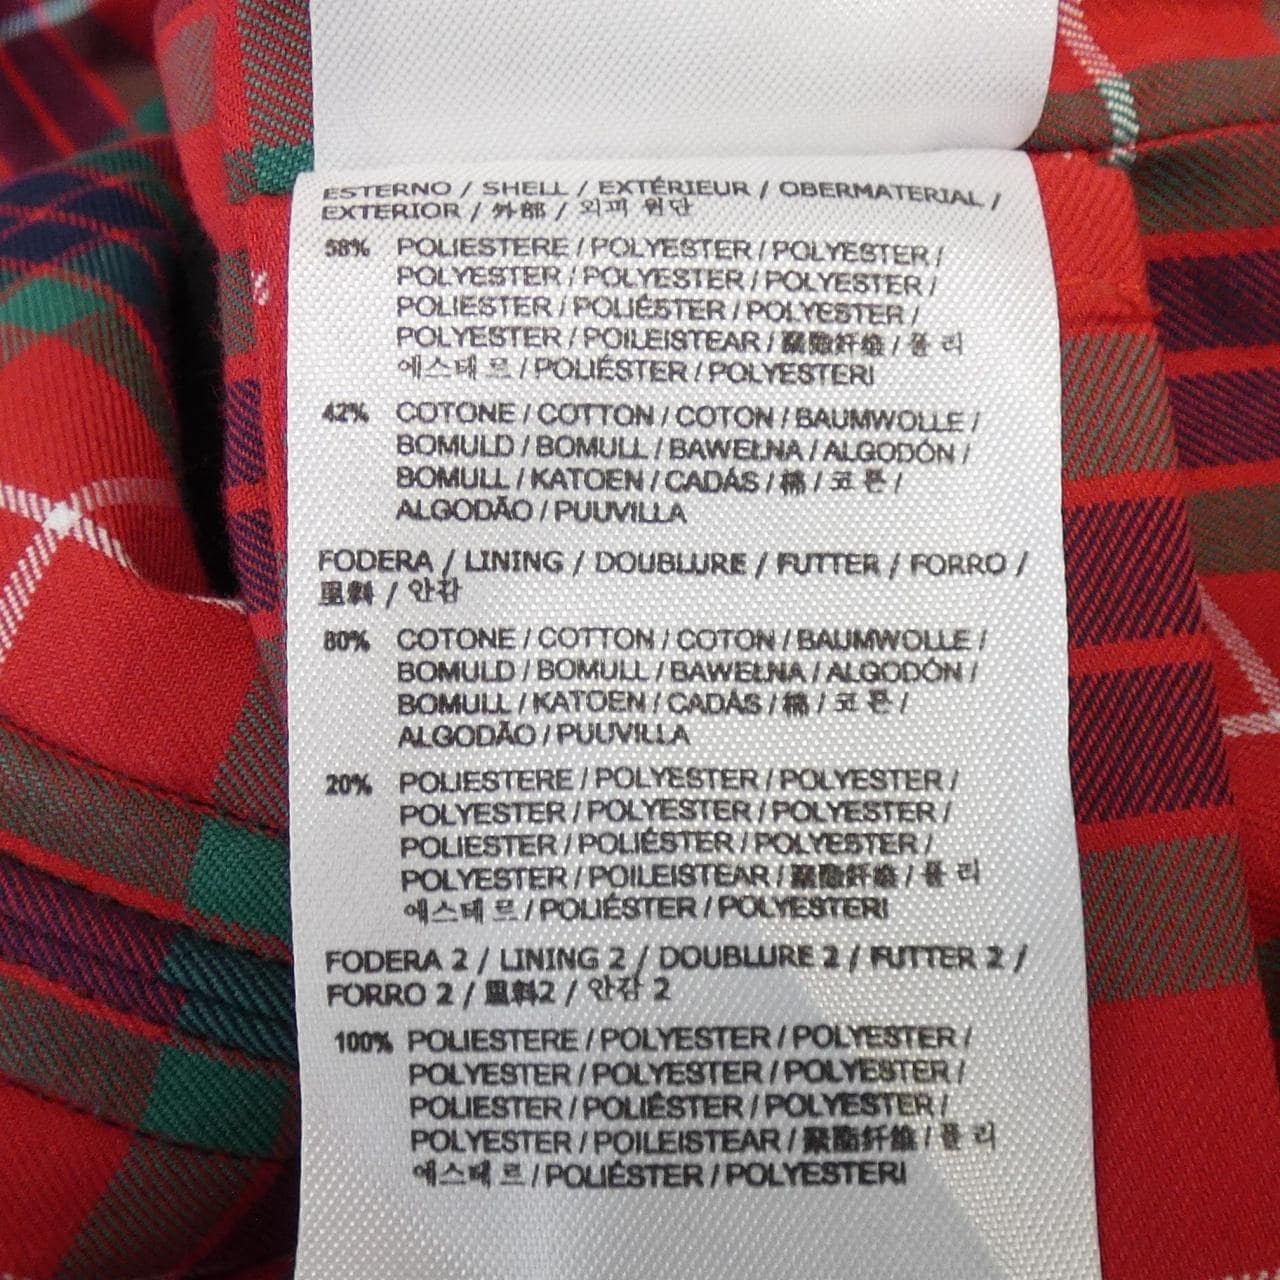 ESTERNO / SHELL / EXTÉRIEUR / OBERMATERIAL /
EXTERIOR / 外部 / 외피 원단
58% POLIESTERE / POLYESTER / POLYESTER /
POLYESTER / POLYESTER / POLYESTER /
POLIESTER / POLIÉSTER / POLYESTER /
POLYESTER / POILEISTEAR / 聚酯纤维 / 폴 리
에스테 르 / POLIÉSTER / POLYESTERI
42% COTONE / COTTON / COTON / BAUMWOLLE /
BOMULD / BOMULL / BAWEŁNA / ALGODÓN /
BOMULL / KATOEN / CADÁS / 棉 / 코 튼 /
ALGODÃO / PUUVILLA
FODERA / LINING / DOUBLURE / FUTTER / FORRO /
里料 / 안감
80% COTONE / COTTON / COTON / BAUMWOLLE /
BOMULD / BOMULL / BAWEŁNA / ALGODÓN /
BOMULL / KATOEN / CADÁS / 棉 / 코 튼 /
ALGODÃO / PUUVILLA
20% POLIESTERE / POLYESTER / POLYESTER /
POLYESTER / POLYESTER / POLYESTER /
POLIESTER / POLIÉSTER / POLYESTER /
POLYESTER / POILEISTEAR / 聚酯纤维 / 폴 리
에스테 르 / POLIÉSTER / POLYESTERI
FODERA 2 / LINING 2 / DOUBLURE 2 / FUTTER 2 /
FORRO 2 / 里料2 / 안감 2
100% POLIESTERE / POLYESTER / POLYESTER /
POLYESTER / POLYESTER / POLYESTER /
POLIESTER / POLIÉSTER / POLYESTER /
POLYESTER / POILEISTEAR / 聚酯纤维 / 폴 리
에스테 르 / POLIÉSTER / POLYESTERI